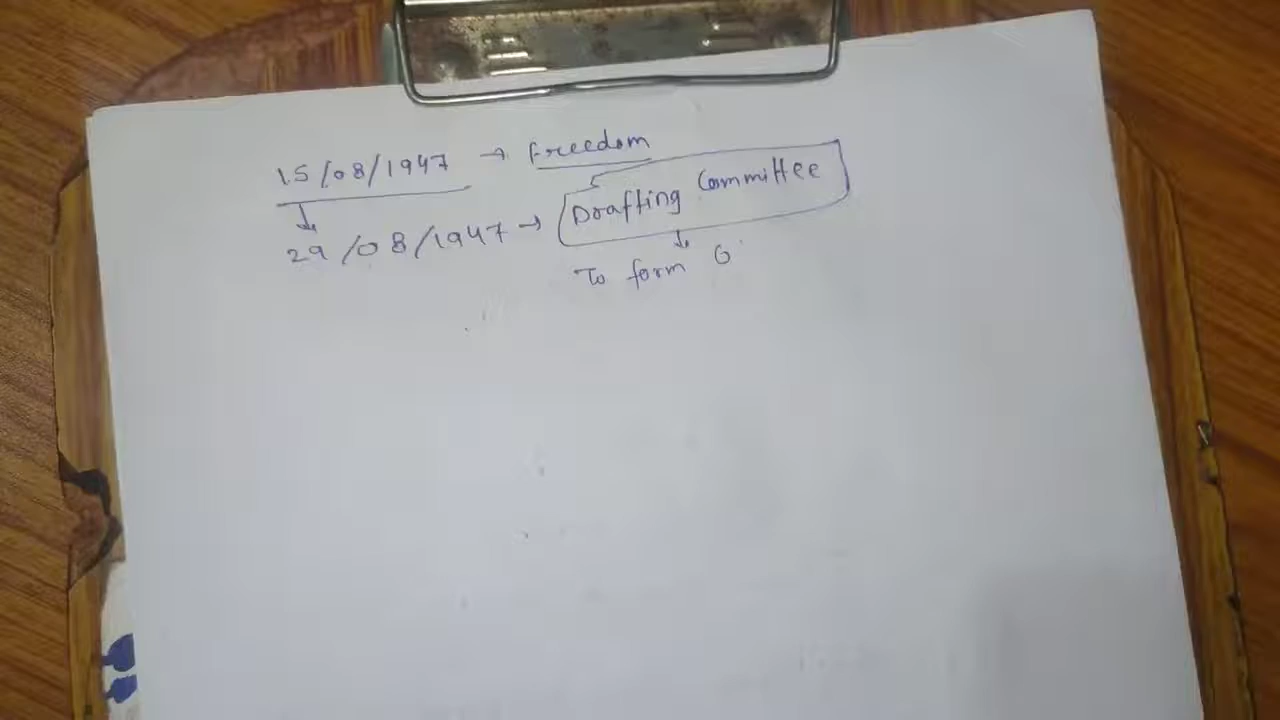 15/08/1947 → freedom
29/08/1947 → Drafting Committee
To form